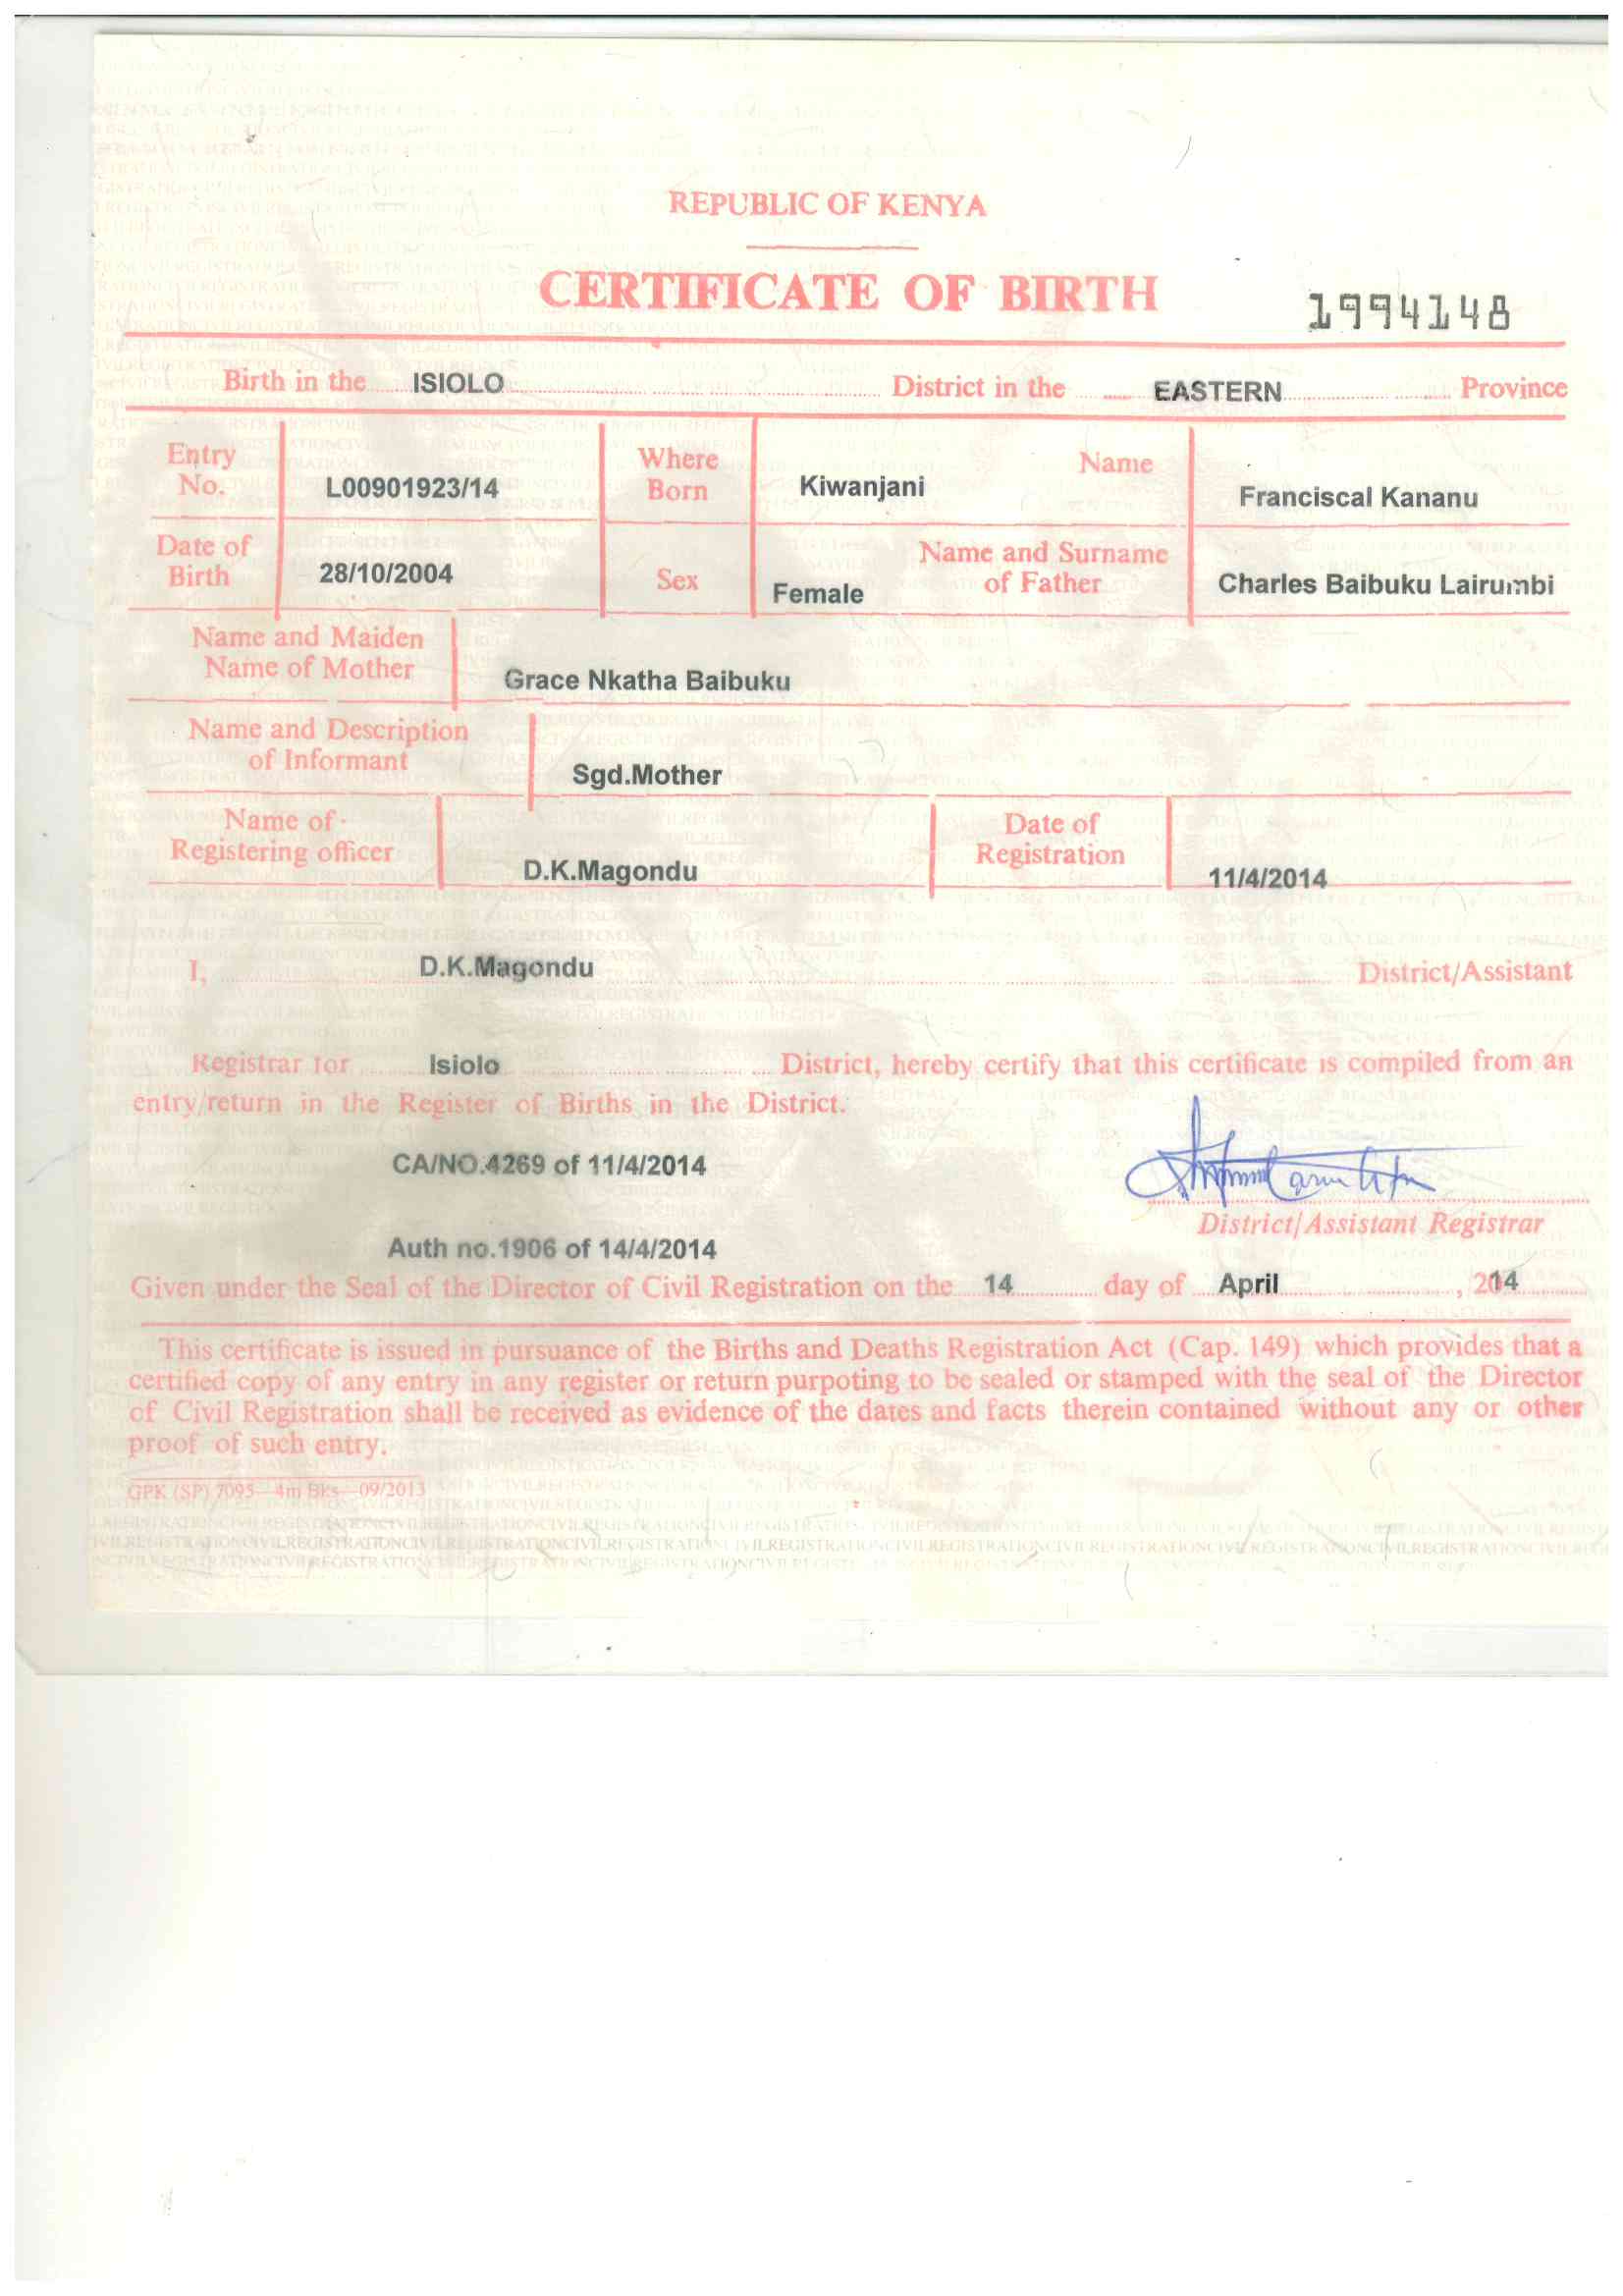 REPUBLIC OF KENYA
CERTIFICATE OF BIRTH
1994148
Birth in the ISIOLO District in the EASTERN Province
Entry No. L00901923/14 Where Born Kiwanjani Name Franciscal Kananu
Date of Birth 28/10/2004 Sex Female Name and Surname of Father Charles Baibuku Lairumbi
Name and Maiden Name of Mother Grace Nkatha Baibuku
Name and Description of Informant Sgd.Mother
Name of Registering officer D.K.Magondu Date of Registration 11/4/2014
I, D.K.Magondu District/Assistant
Registrar for Isiolo District, hereby certify that this certificate is compiled from an
entry/return in the Register of Births in the District.
CA/NO.4269 of 11/4/2014
District/Assistant Registrar
Auth no.1906 of 14/4/2014
Given under the Seal of the Director of Civil Registration on the 14 day of April, 2014
This certificate is issued in pursuance of the Births and Deaths Registration Act (Cap. 149) which provides that a
certified copy of any entry in any register or return purpoting to be sealed or stamped with the seal of the Director
of Civil Registration shall be received as evidence of the dates and facts therein contained without any or other
proof of such entry.
GPK (SP) 7095—4m Bks—09/2013